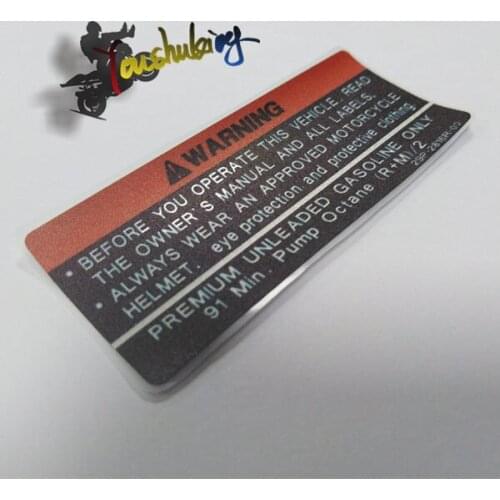 Toushuking
WARNING
• BEFORE YOU OPERATE THIS VEHICLE, READ
THE OWNER'S MANUAL AND ALL LABELS.
• ALWAYS WEAR AN APPROVED MOTORCYCLE
HELMET, eye protection, and protective clothing.
PREMIUM UNLEADED GASOLINE ONLY
91 Min. Pump Octane (R+M)/2